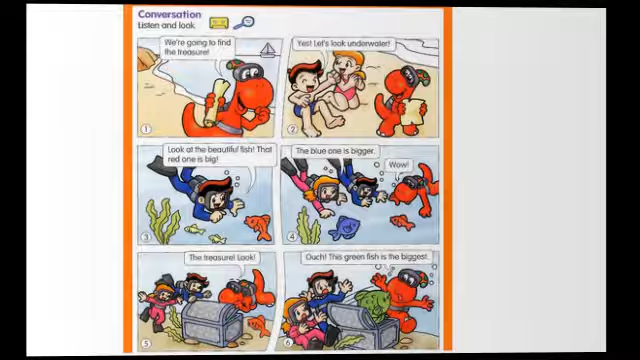 Conversation
Listen and look.
We're going to find
the treasure!
1
Yes! Let's look underwater!
2
Look at the beautiful fish! That
red one is big!
3
The blue one is bigger.
Wow!
4
The treasure! Look!
5
Ouch! This green fish is the biggest.
6